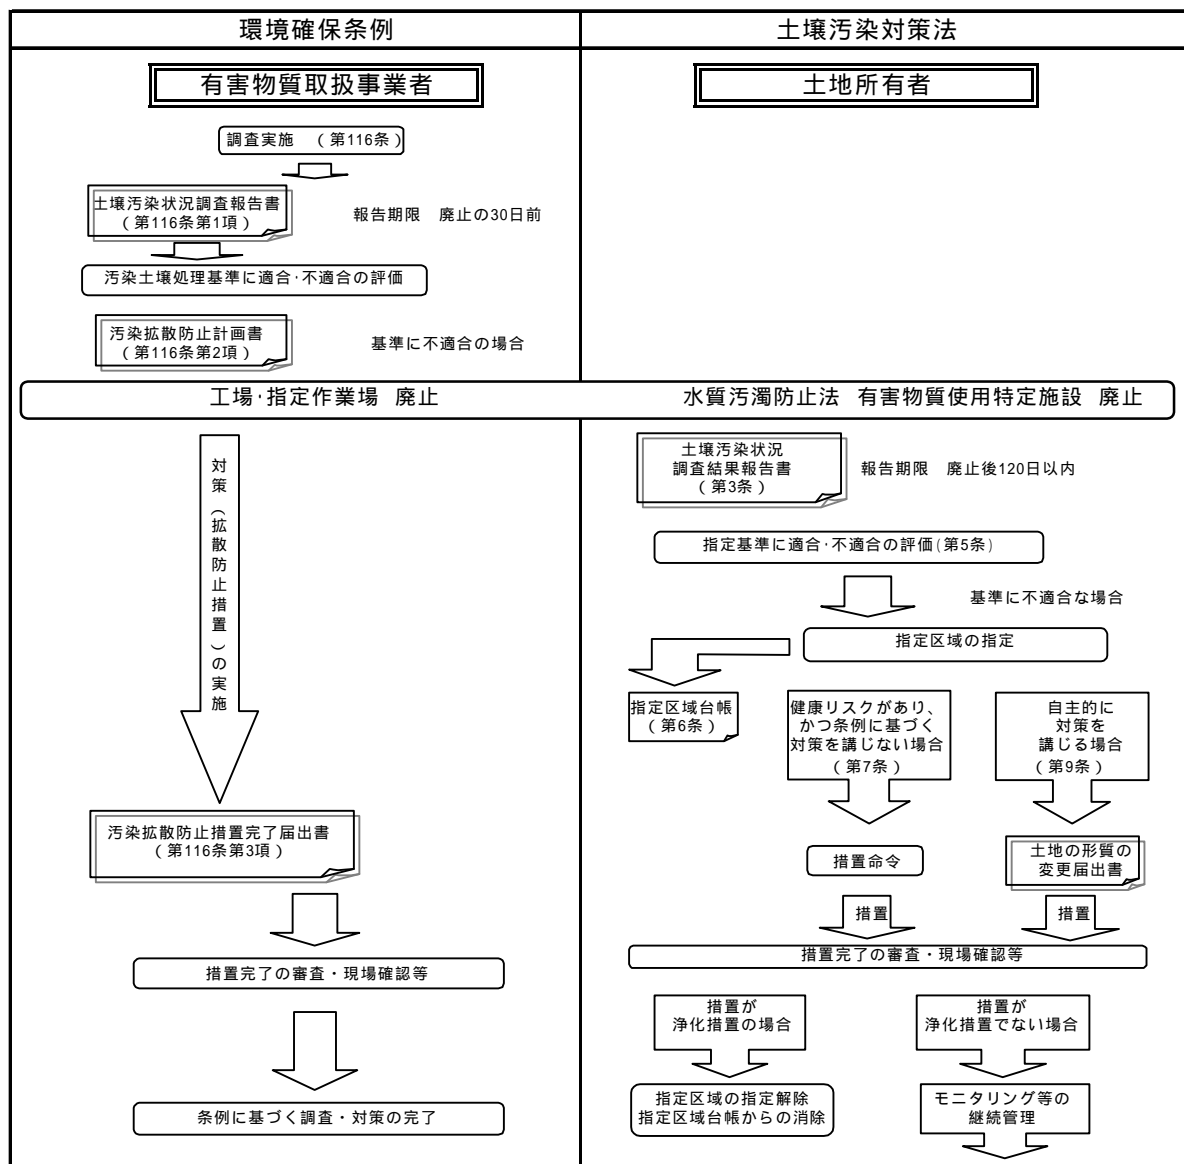 環境確保条例
土壌汚染対策法
有害物質取扱事業者
土地所有者
調査実施　(第116条)
土壌汚染状況調査報告書
(第116条第1項)
報告期限　廃止の30日前
汚染土壌処理基準に適合･不適合の評価
汚染拡散防止計画書
(第116条第2項)
基準に不適合の場合
工場･指定作業場　廃止
水質汚濁防止法　有害物質使用特定施設　廃止
対策(拡散防止措置)の実施
土壌汚染状況
調査結果報告書
(第3条)
報告期限　廃止後120日以内
指定基準に適合･不適合の評価(第5条)
基準に不適合な場合
指定区域の指定
指定区域台帳
(第6条)
健康リスクがあり、
かつ条例に基づく
対策を講じない場合
(第7条)
自主的に
対策を
講じる場合
(第9条)
汚染拡散防止措置完了届出書
(第116条第3項)
措置命令
土地の形質の
変更届出書
措置
措置
措置完了の審査・現場確認等
措置完了の審査・現場確認等
措置が
浄化措置の場合
措置が
浄化措置でない場合
条例に基づく調査・対策の完了
指定区域の指定解除
指定区域台帳からの消除
モニタリング等の
継続管理